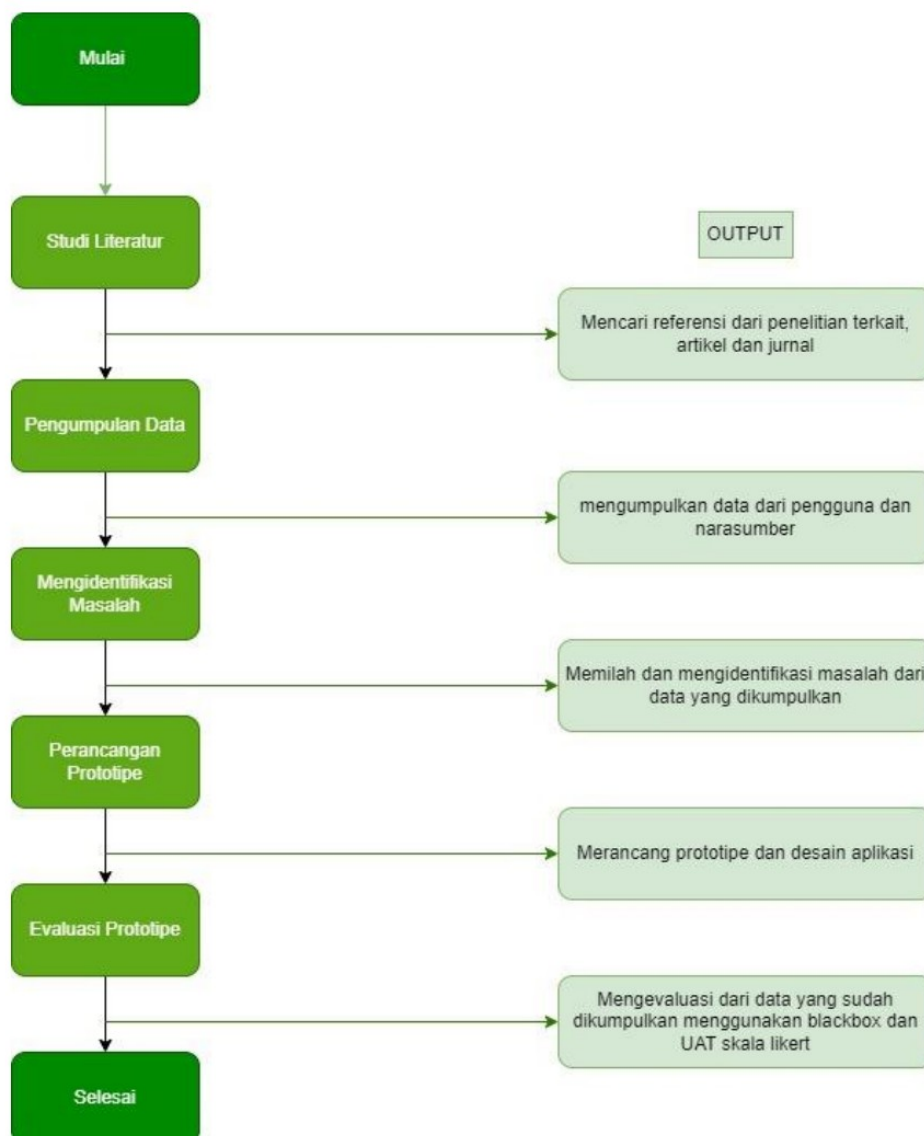 Mulai
Studi Literatur
OUTPUT
Mencari referensi dari penelitian terkait,
artikel dan jurnal
Pengumpulan Data
mengumpulkan data dari pengguna dan
narasumber
Mengidentifikasi
Masalah
Memilah dan mengidentifikasi masalah dari
data yang dikumpulkan
Perancangan
Prototipe
Merancang prototipe dan desain aplikasi
Evaluasi Prototipe
Mengevaluasi dari data yang sudah
dikumpulkan menggunakan blackbox dan
UAT skala likert
Selesai